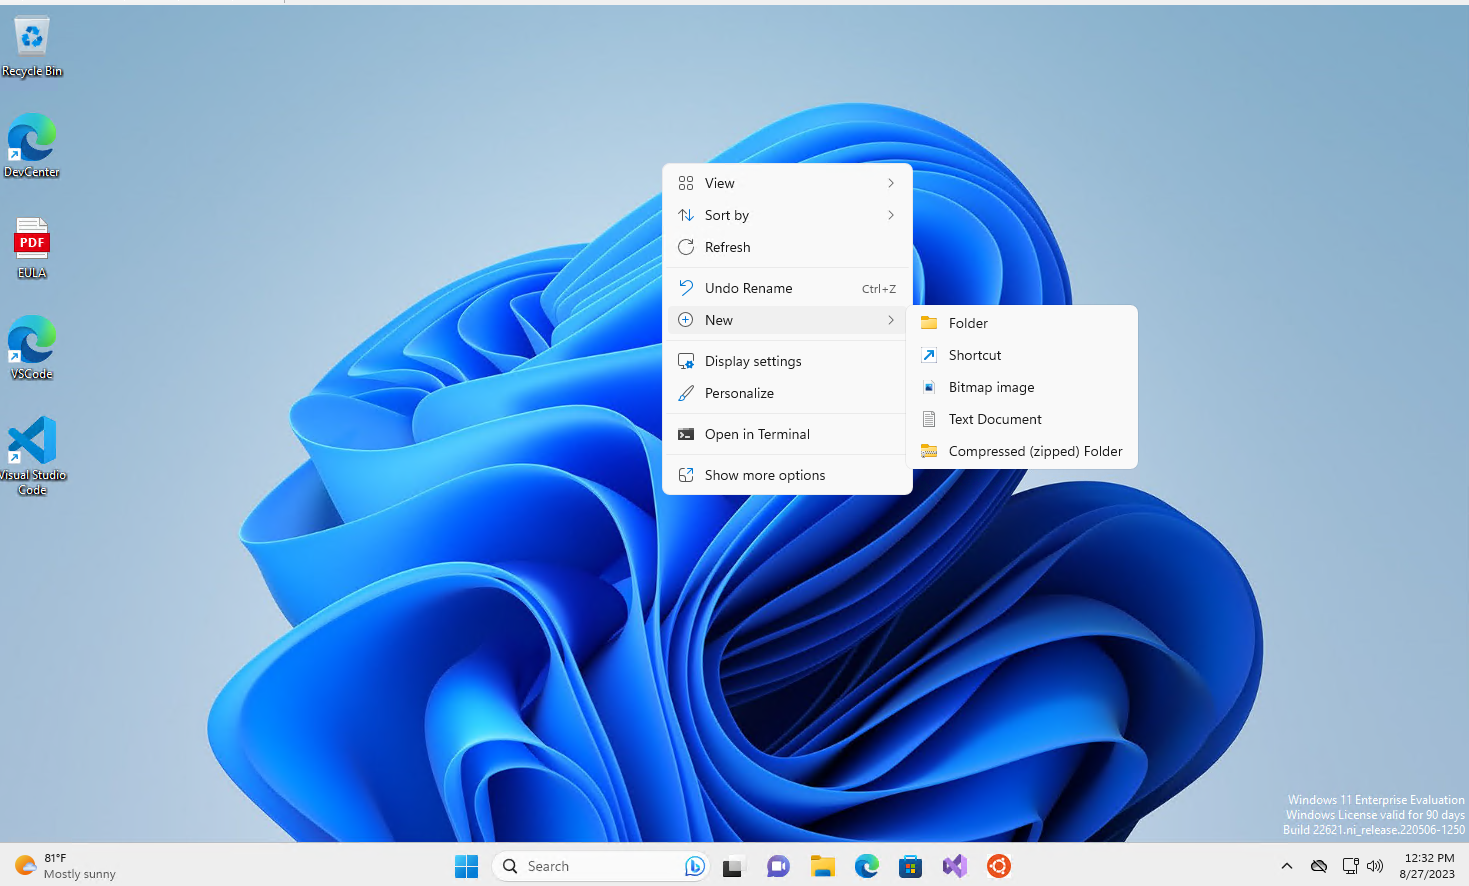 Recycle Bin
DevCenter
PDF
EULA
VSCode
Visual Studio
Code
View
Sort by
Refresh
Undo Rename Ctrl+Z
New
Display settings
Personalize
Open in Terminal
Show more options
Folder
Shortcut
Bitmap image
Text Document
Compressed (zipped) Folder
Windows 11 Enterprise Evaluation
Windows License valid for 90 days
Build 22621.ni_release.220506-1250
81°F
Mostly sunny
Search
12:32 PM
8/27/2023